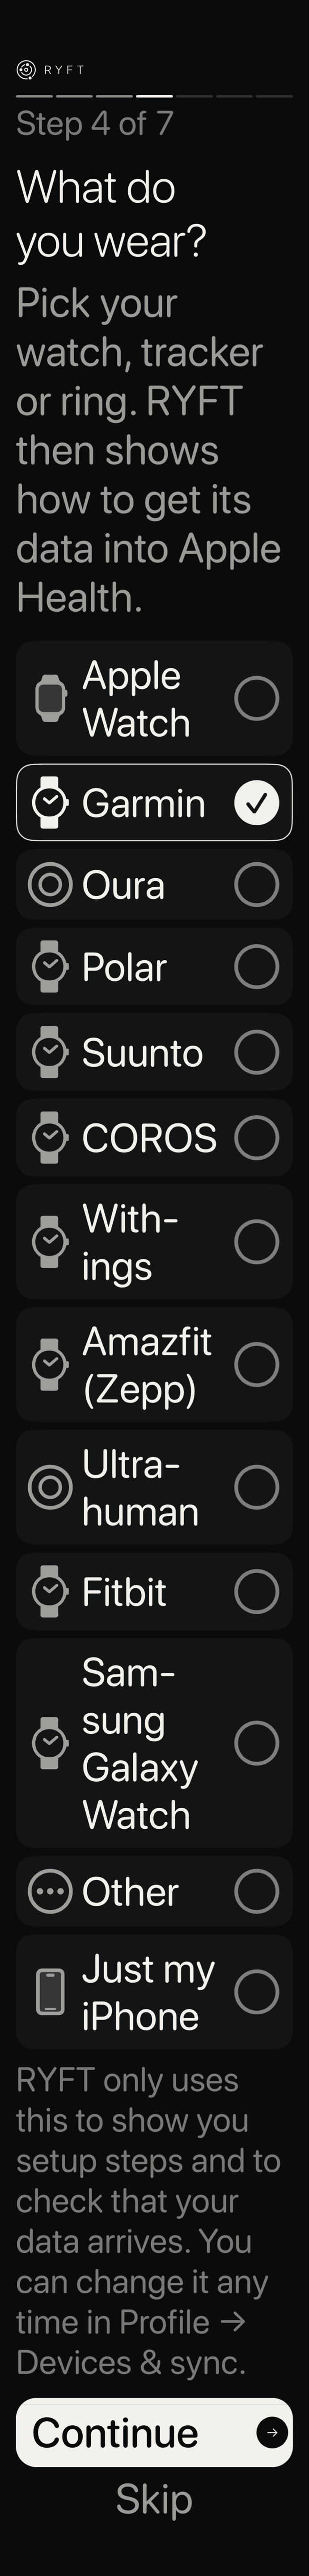 RYFT
Step 4 of 7
What do
you wear?
Pick your
watch, tracker
or ring. RYFT
then shows
how to get its
data into Apple
Health.
Apple
Watch
Garmin
Oura
Polar
Suunto
COROS
With-
ings
Amazfit
(Zepp)
Ultra-
human
Fitbit
Sam-
sung
Galaxy
Watch
Other
Just my
iPhone
RYFT only uses
this to show you
setup steps and to
check that your
data arrives. You
can change it any
time in Profile →
Devices & sync.
Continue
Skip